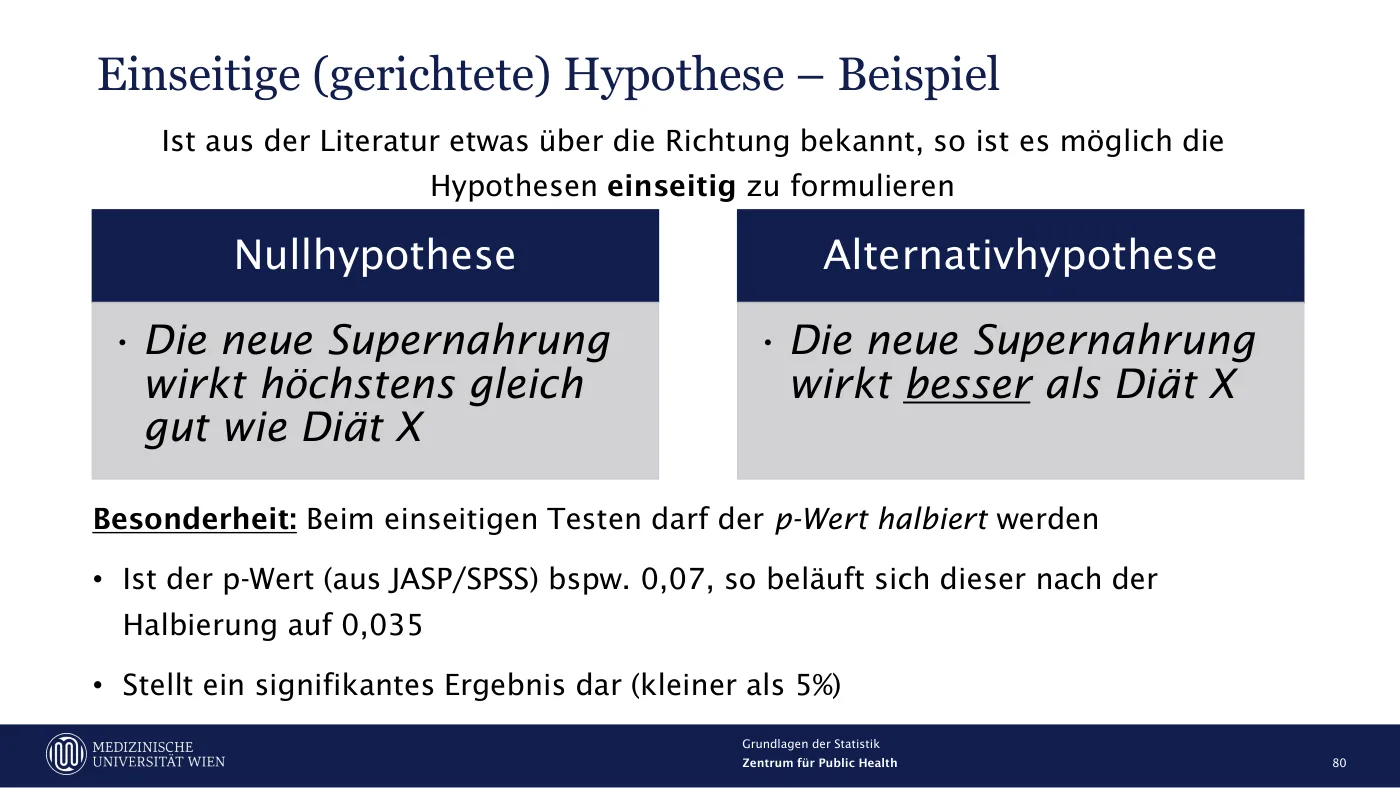 Einseitige (gerichtete) Hypothese – Beispiel
Ist aus der Literatur etwas über die Richtung bekannt, so ist es möglich die
Hypothesen einseitig zu formulieren
Nullhypothese
• Die neue Supernahrung
wirkt höchstens gleich
gut wie Diät X
Alternativhypothese
• Die neue Supernahrung
wirkt besser als Diät X
Besonderheit: Beim einseitigen Testen darf der p-Wert halbiert werden
• Ist der p-Wert (aus JASP/SPSS) bspw. 0,07, so beläuft sich dieser nach der
Halbierung auf 0,035
• Stellt ein signifikantes Ergebnis dar (kleiner als 5%)
MEDIZINISCHE
UNIVERSITÄT WIEN
Grundlagen der Statistik
Zentrum für Public Health
80